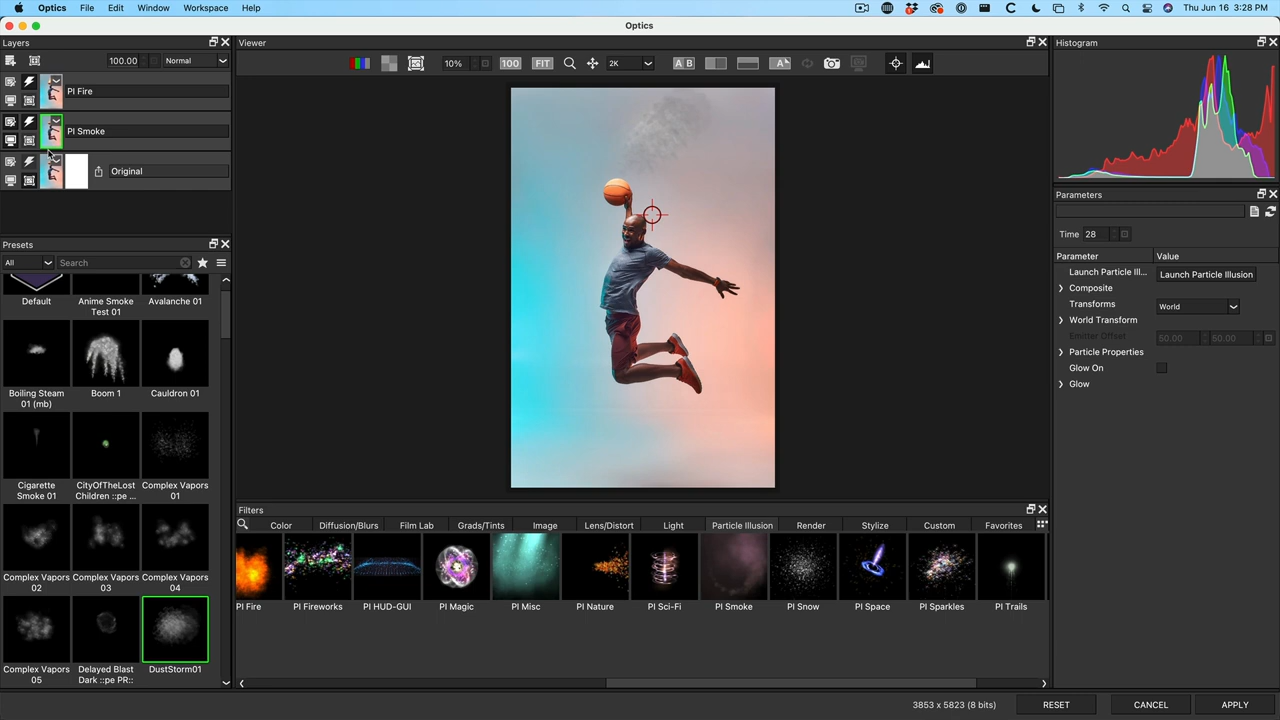 Optics File Edit Window Workspace Help Thu Jun 16 3:28 PM
Optics
Layers
100.00 Normal
PI Fire
PI Smoke
Original
Presets
All Search
Default Anime Smoke Test 01 Avalanche 01
Boiling Steam 01 (mb) Boom 1 Cauldron 01
Cigarette Smoke 01 CityOfTheLost Children ::pe ... Complex Vapors 01
Complex Vapors 02 Complex Vapors 03 Complex Vapors 04
Complex Vapors 05 Delayed Blast Dark ::pe PR:: DustStorm01
Viewer
10% 100 FIT 2K A B A
Filters
Color Diffusion/Blurs Film Lab Grads/Tints Image Lens/Distort Light Particle Illusion Render Stylize Custom Favorites
PI Fire PI Fireworks PI HUD-GUI PI Magic PI Misc PI Nature PI Sci-Fi PI Smoke PI Snow PI Space PI Sparkles PI Trails
Histogram
Parameters
Time 28
Parameter Value
Launch Particle Ill... Launch Particle Illusion
Composite
Transforms World
World Transform
Emitter Offset 50.00 50.00
Particle Properties
Glow On
Glow
3853 x 5823 (8 bits) RESET CANCEL APPLY